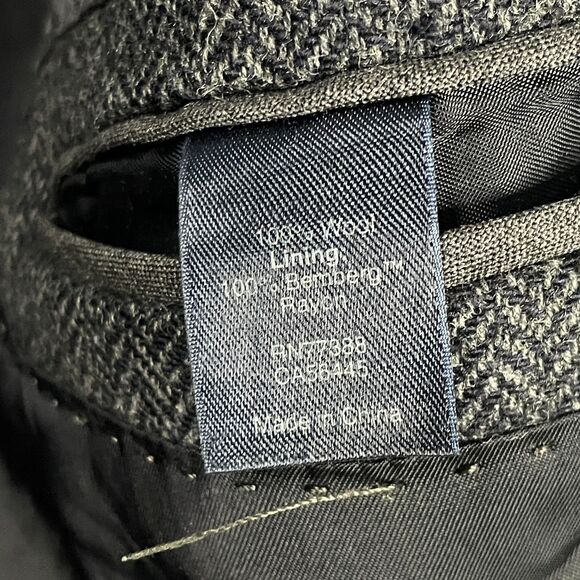 100% Wool
Lining
100% Bemberg™
Rayon
RN77388
CA56445
Made in China